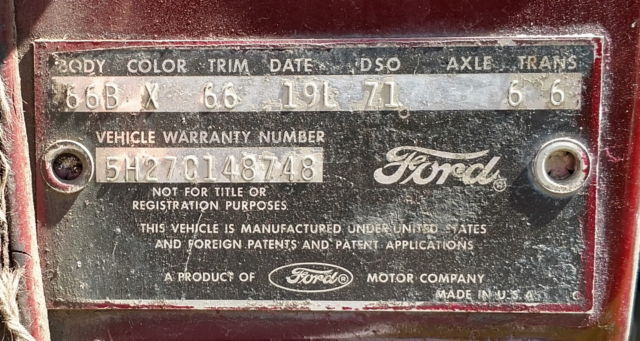 BODY COLOR TRIM DATE DSO AXLE TRANS
66B X 66 19L 71 6 6
VEHICLE WARRANTY NUMBER
5H27C148748
Ford®
NOT FOR TITLE OR
REGISTRATION PURPOSES
THIS VEHICLE IS MANUFACTURED UNDER UNITED STATES
AND FOREIGN PATENTS AND PATENT APPLICATIONS
A PRODUCT OF Ford® MOTOR COMPANY
MADE IN U.S.A.